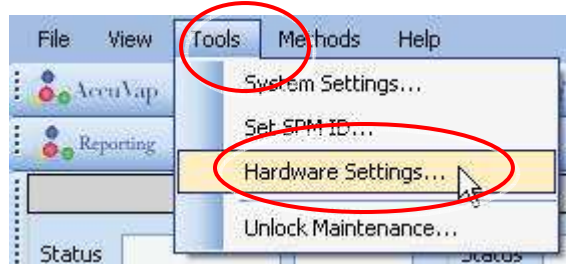 File View Tools Methods Help
AccuVap
System Settings...
Set SPM ID...
Reporting
Hardware Settings...
Unlock Maintenance...
Status
Status